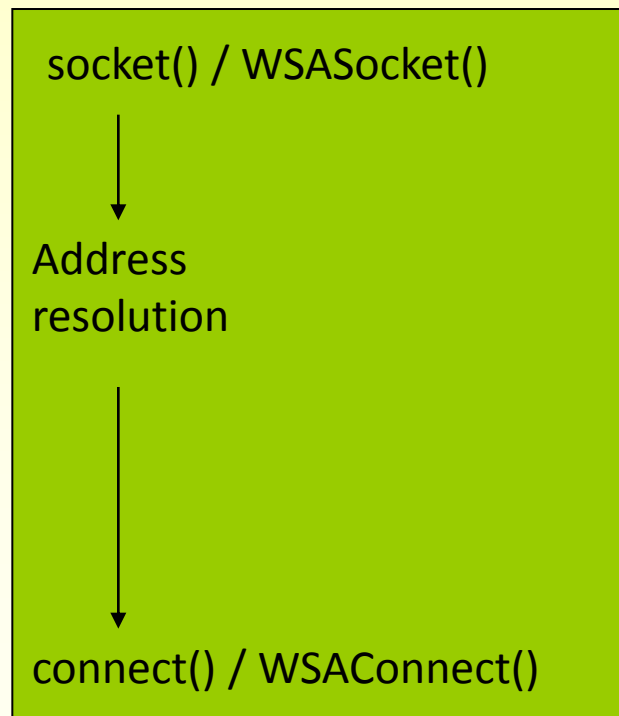 socket() / WSASocket()
Address
resolution
connect() / WSAConnect()